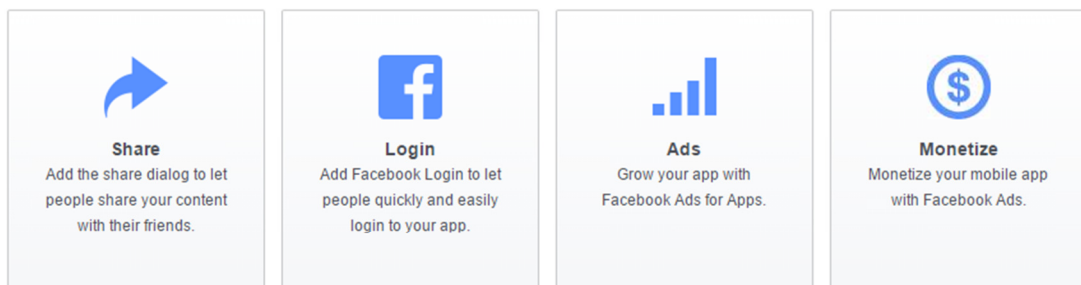 Share
Add the share dialog to let
people share your content
with their friends.
Login
Add Facebook Login to let
people quickly and easily
login to your app.
Ads
Grow your app with
Facebook Ads for Apps.
Monetize
Monetize your mobile app
with Facebook Ads.